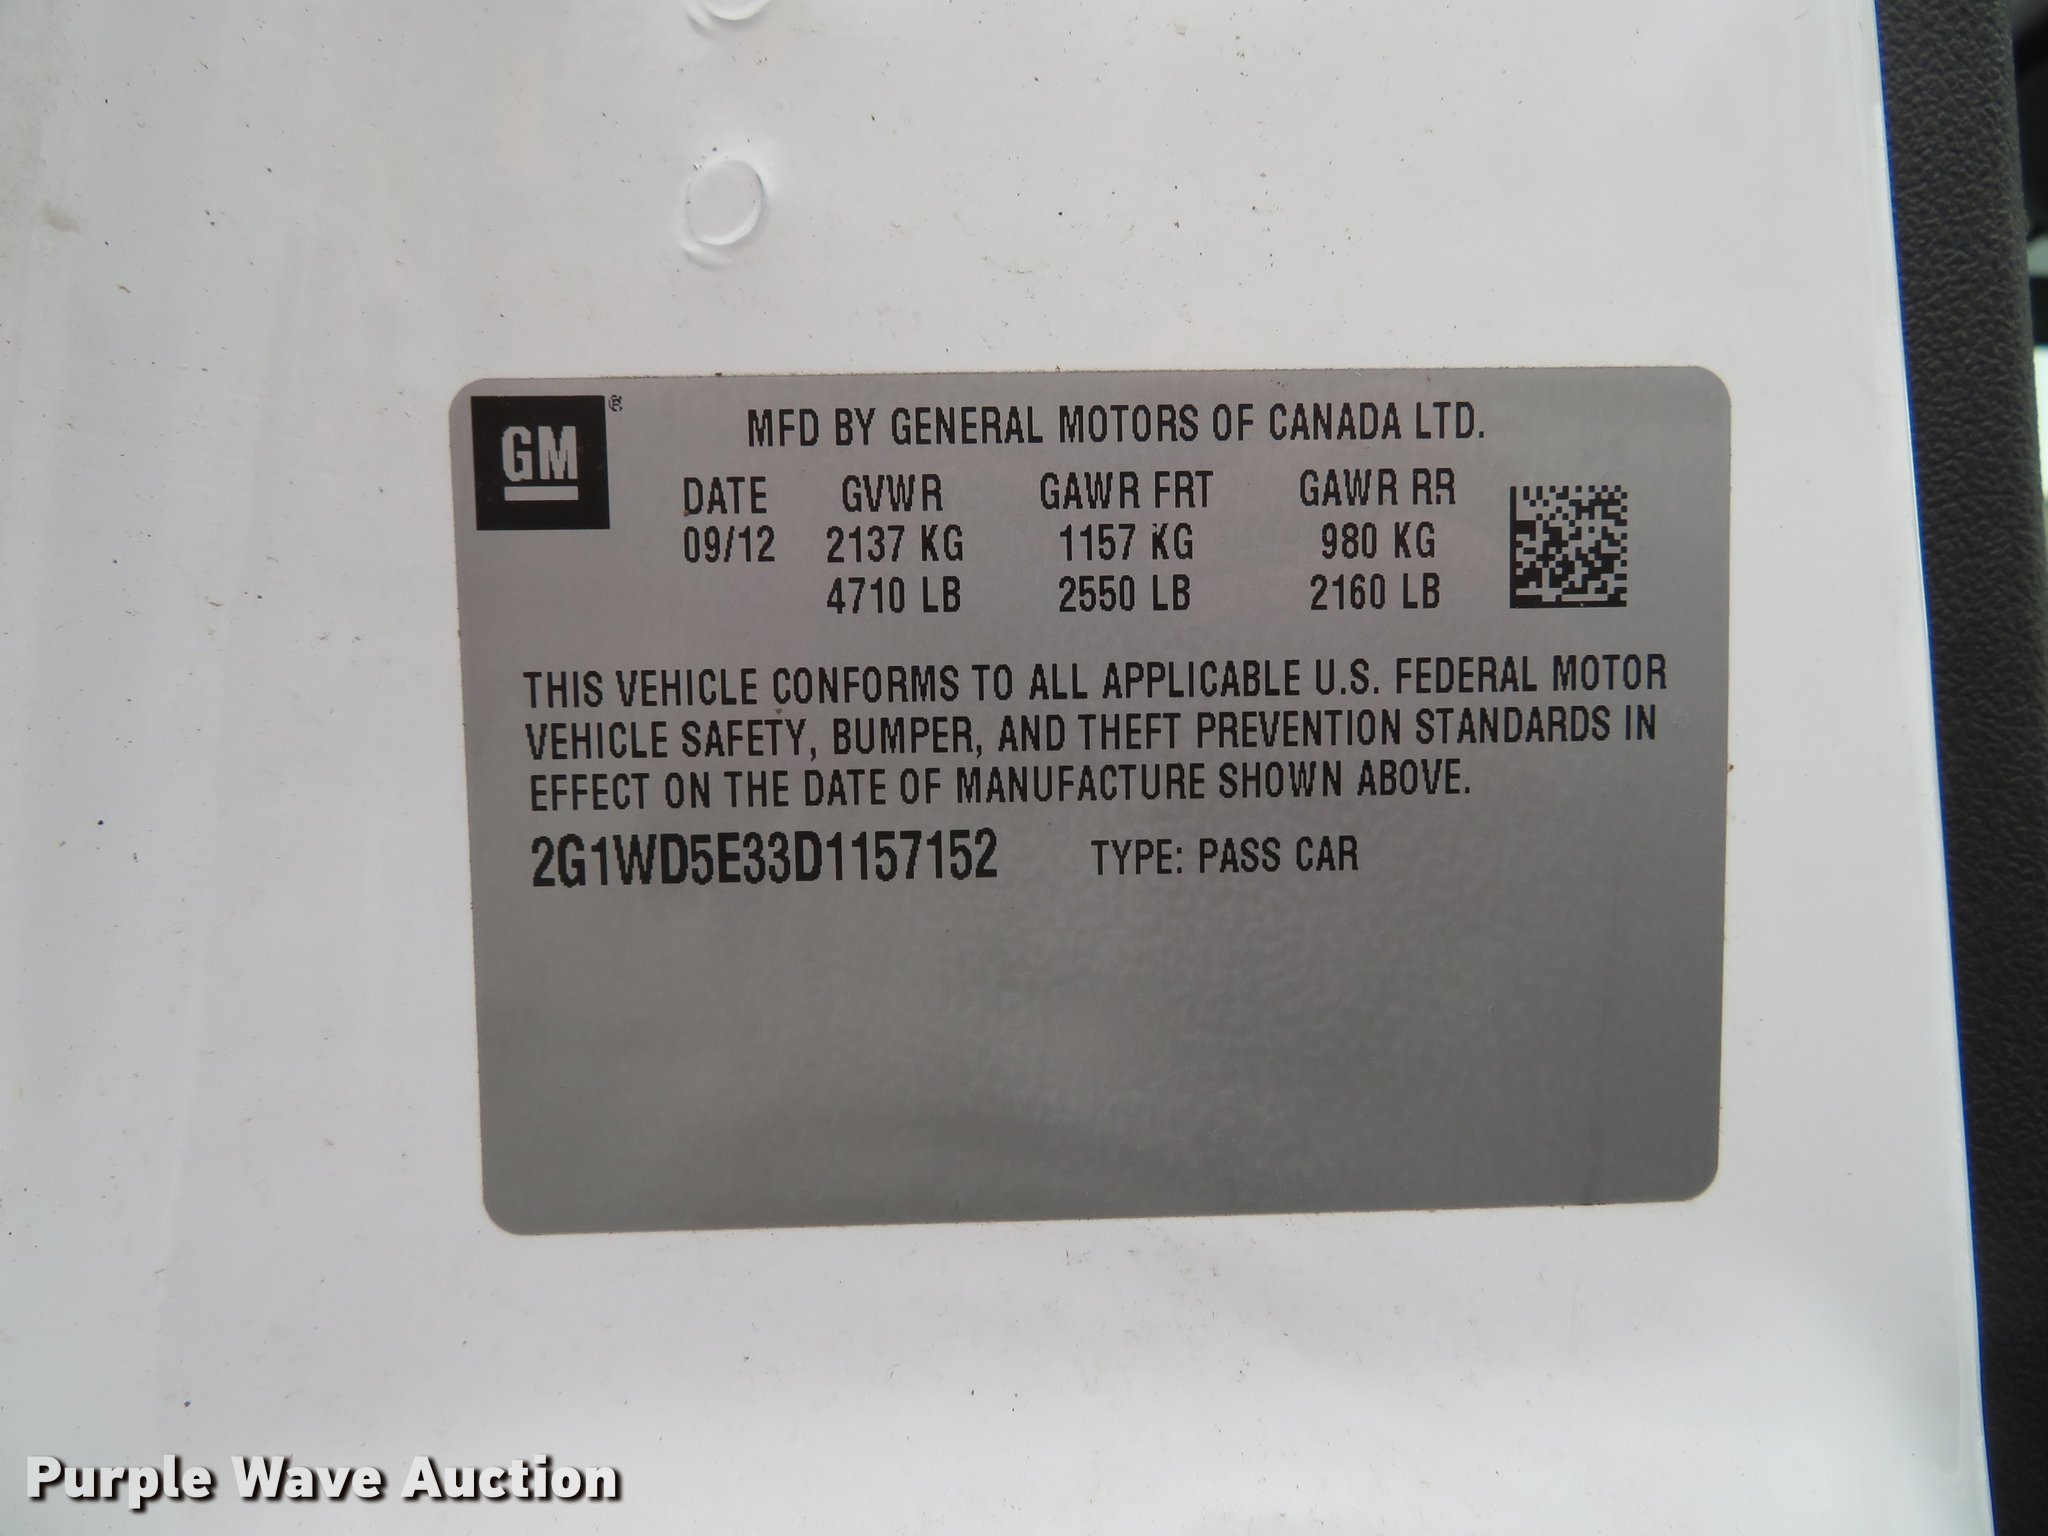 GM ®
MFD BY GENERAL MOTORS OF CANADA LTD.
DATE GVWR GAWR FRT GAWR RR
09/12 2137 KG 1157 KG 980 KG
4710 LB 2550 LB 2160 LB
THIS VEHICLE CONFORMS TO ALL APPLICABLE U.S. FEDERAL MOTOR
VEHICLE SAFETY, BUMPER, AND THEFT PREVENTION STANDARDS IN
EFFECT ON THE DATE OF MANUFACTURE SHOWN ABOVE.
2G1WD5E33D1157152 TYPE: PASS CAR
Purple Wave Auction